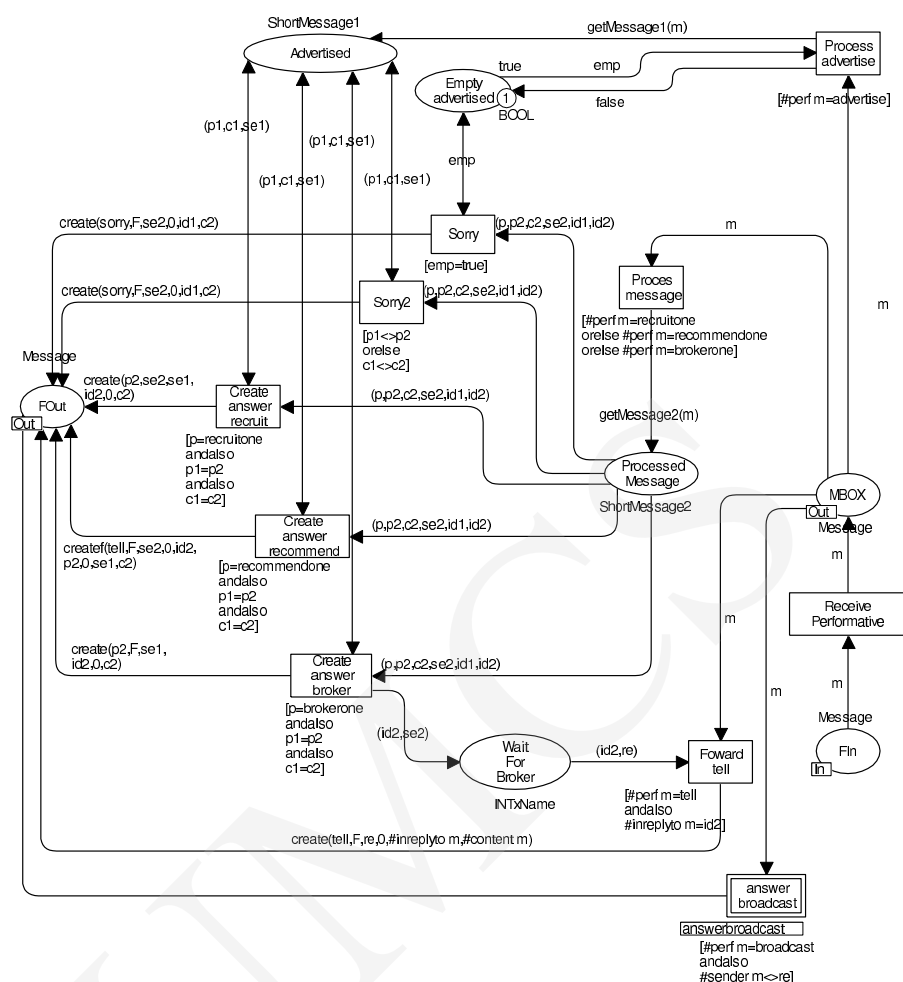 ShortMessage1
Advertised
getMessage1(m)
Process
advertise
[#perf m=advertise]
Empty
advertised
1
BOOL
true
emp
false
(p1,c1,se1)
(p1,c1,se1)
(p1,c1,se1)
(p1,c1,se1)
emp
create(sorry,F,se2,0,id1,c2)
Sorry
[emp=true]
(p,p2,c2,se2,id1,id2)
m
Proces
message
[#perf m=recruitone
orelse #perf m=recommendone
orelse #perf m=brokerone]
m
create(sorry,F,se2,0,id1,c2)
Sorry2
[p1<>p2
orelse
c1<>c2]
(p,p2,c2,se2,id1,id2)
Message
FOut
Out
create(p2,se2,se1,
id2,0,c2)
Create
answer
recruit
[p=recruitone
andalso
p1=p2
andalso
c1=c2]
(p,p2,c2,se2,id1,id2)
getMessage2(m)
Processed
Message
ShortMessage2
MBOX
Out
Message
m
createf(tell,F,se2,0,id2,
p2,0,se1,c2)
Create
answer
recommend
[p=recommendone
andalso
p1=p2
andalso
c1=c2]
(p,p2,c2,se2,id1,id2)
m
m
Receive
Performative
m
Message
FIn
In
create(p2,F,se1,
id2,0,c2)
Create
answer
broker
[p=brokerone
andalso
p1=p2
andalso
c1=c2]
(p,p2,c2,se2,id1,id2)
(id2,se2)
Wait
For
Broker
INTxName
(id2,re)
Foward
tell
[#perf m=tell
andalso
#inreplyto m=id2]
create(tell,F,re,0,#inreplyto m,#content m)
answer
broadcast
answerbroadcast
[#perf m=broadcast
andalso
#sender m<>re]
UMCS